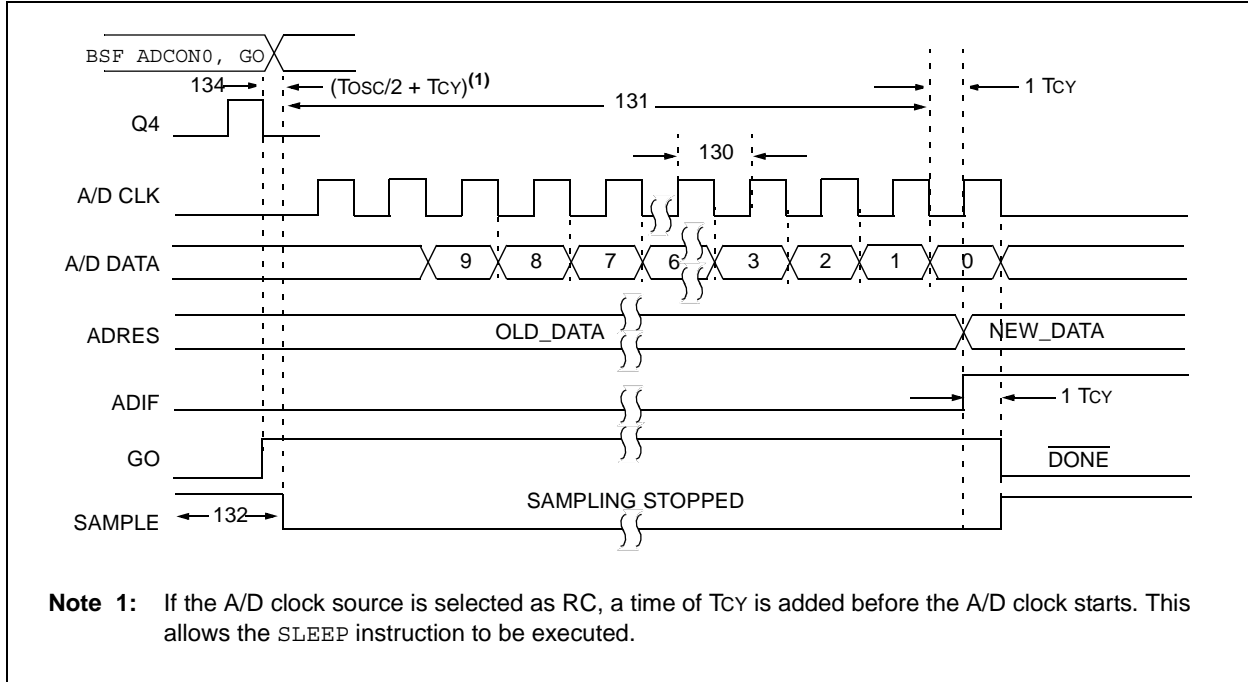 BSF ADCON0, GO
134 (TOSC/2 + TCY)(1) 131 1 TCY
Q4
130
A/D CLK
A/D DATA 9 8 7 6 3 2 1 0
ADRES OLD_DATA NEW_DATA
ADIF 1 TCY
GO DONE
SAMPLING STOPPED
SAMPLE 132
Note 1: If the A/D clock source is selected as RC, a time of TCY is added before the A/D clock starts. This
allows the SLEEP instruction to be executed.